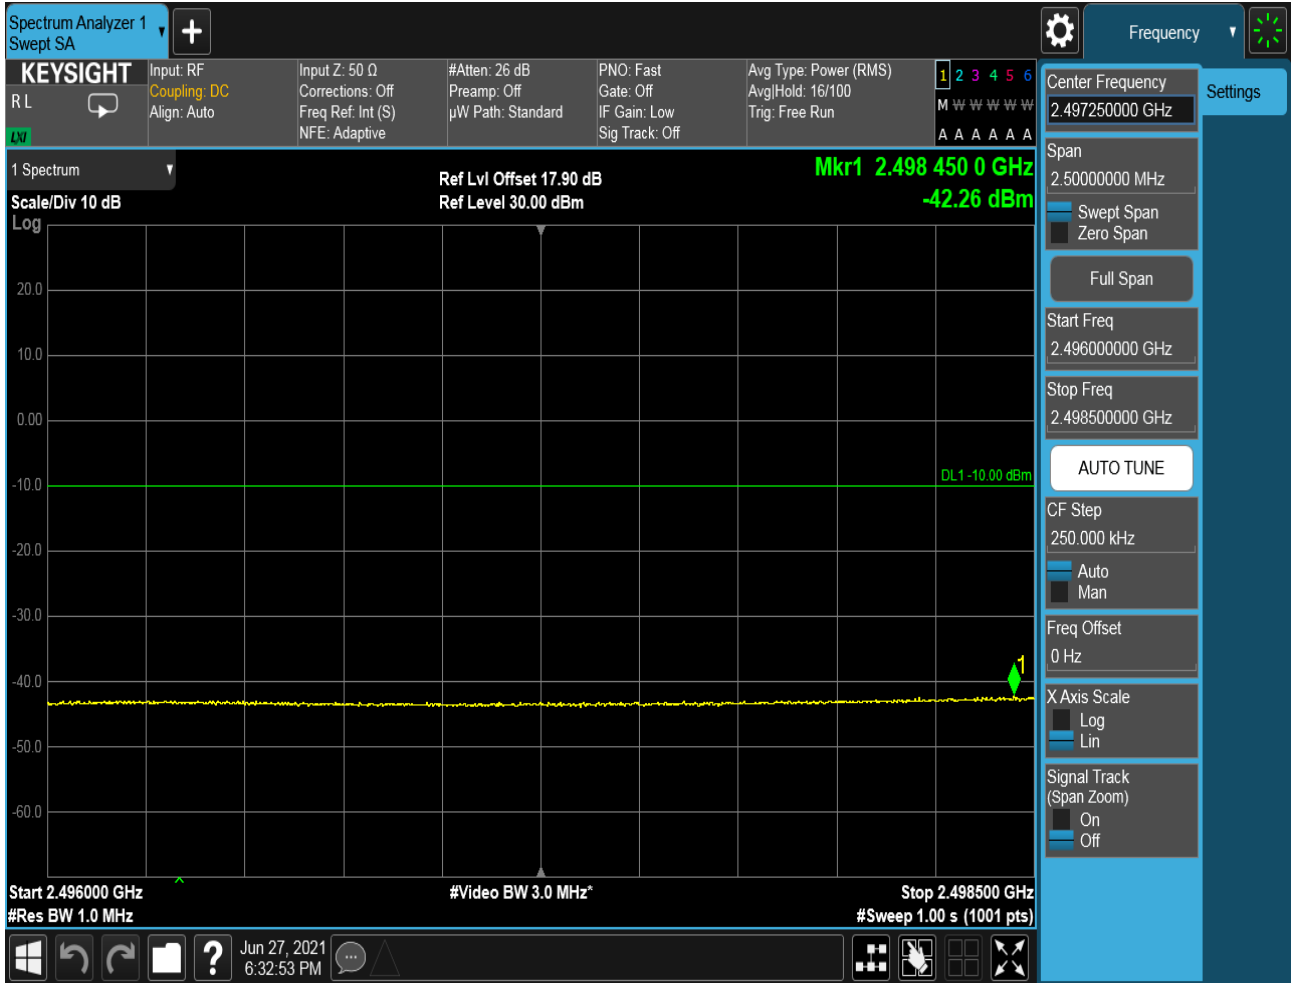 Spectrum Analyzer 1
Swept SA
Frequency
KEYSIGHT
R L
LXI
Input: RF
Coupling: DC
Align: Auto
Input Z: 50 Ω
Corrections: Off
Freq Ref: Int (S)
NFE: Adaptive
#Atten: 26 dB
Preamp: Off
µW Path: Standard
PNO: Fast
Gate: Off
IF Gain: Low
Sig Track: Off
Avg Type: Power (RMS)
Avg|Hold: 16/100
Trig: Free Run
1 2 3 4 5 6
M W W W W W
A A A A A A
1 Spectrum
Scale/Div 10 dB
Log
Ref Lvl Offset 17.90 dB
Ref Level 30.00 dBm
Mkr1 2.498 450 0 GHz
-42.26 dBm
20.0
10.0
0.00
-10.0
-20.0
-30.0
-40.0
-50.0
-60.0
DL1 -10.00 dBm
1
Start 2.496000 GHz
#Res BW 1.0 MHz
#Video BW 3.0 MHz*
Stop 2.498500 GHz
#Sweep 1.00 s (1001 pts)
Center Frequency
2.497250000 GHz
Settings
Span
2.50000000 MHz
Swept Span
Zero Span
Full Span
Start Freq
2.496000000 GHz
Stop Freq
2.498500000 GHz
AUTO TUNE
CF Step
250.000 kHz
Auto
Man
Freq Offset
0 Hz
X Axis Scale
Log
Lin
Signal Track
(Span Zoom)
On
Off
?
Jun 27, 2021
6:32:53 PM